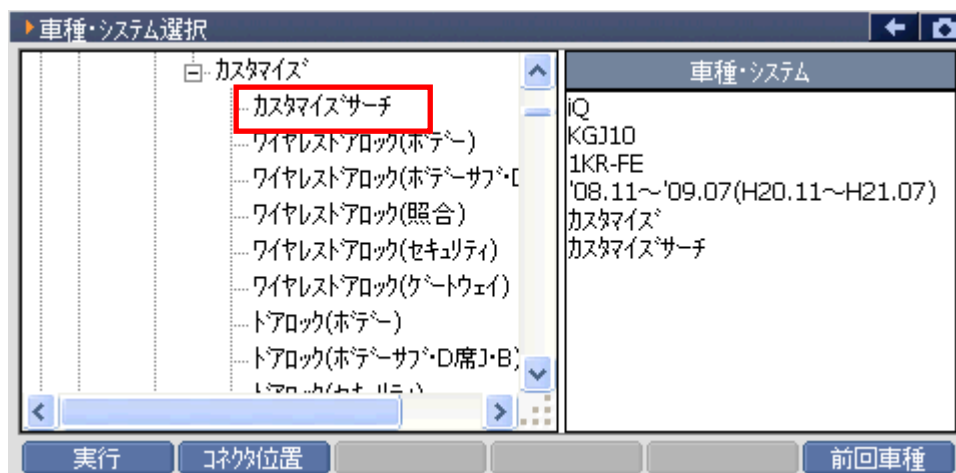 車種・システム選択
カスタマイズ
カスタマイズサーチ
ワイヤレスドアロック(ボデー)
ワイヤレスドアロック(ボデーサブ・D
ワイヤレスドアロック(照合)
ワイヤレスドアロック(セキュリティ)
ワイヤレスドアロック(ゲートウェイ)
ドアロック(ボデー)
ドアロック(ボデーサブ・D席J・B)
車種・システム
iQ
KGJ10
1KR-FE
'08.11～'09.07(H20.11～H21.07)
カスタマイズ
カスタマイズサーチ
実行
コネクタ位置
前回車種